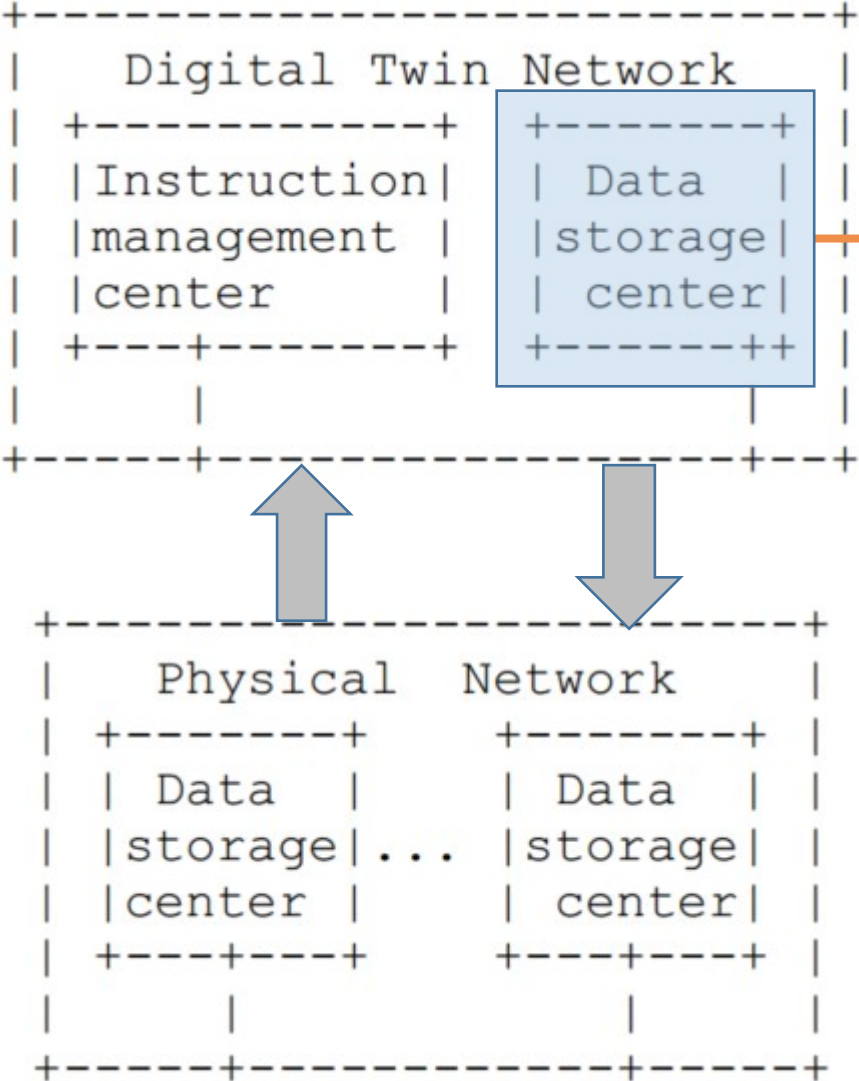 +-------------------------+
|   Digital Twin Network   |
| +-----------+  +--------+ |
| |Instruction|  | Data   | |
| |management |  |storage| +
| |center     |  | center| |
| +---+-------+  +------++ |
|     |                 |  |
+-----+-----------------+--+
+-----------------------+
|   Physical  Network    |
| +-------+    +-------+ |
| | Data  |    | Data  | |
| |storage|... |storage| |
| |center |    | center| |
| +---+---+    +---+---+ |
|     |            |     |
+-----+------------+-----+